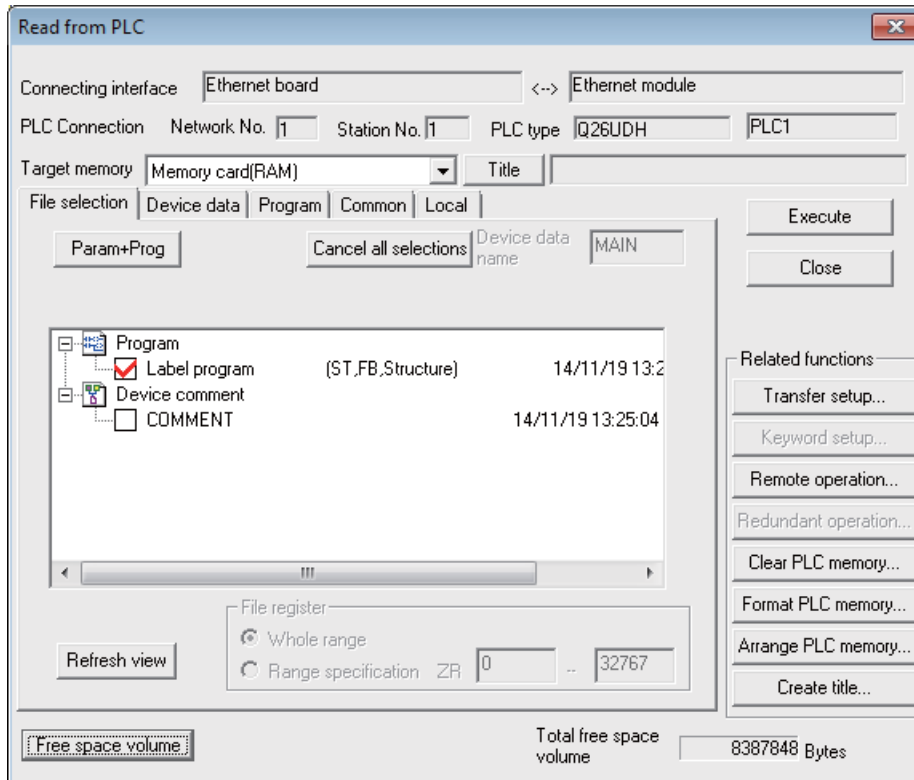 Read from PLC
Connecting interface Ethernet board <--> Ethernet module
PLC Connection Network No. 1 Station No. 1 PLC type Q26UDH PLC1
Target memory Memory card(RAM) Title
File selection Device data Program Common Local
Execute
Param+Prog Cancel all selections Device data name MAIN
Close
Program
Label program (ST,FB,Structure) 14/11/19 13:2
Device comment
COMMENT 14/11/19 13:25:04
Related functions
Transfer setup...
Keyword setup...
Remote operation...
Redundant operation...
Clear PLC memory...
Format PLC memory...
Arrange PLC memory...
Create title...
File register
Whole range
Refresh view Range specification ZR 0 -- 32767
Free space volume Total free space volume 8387848 Bytes